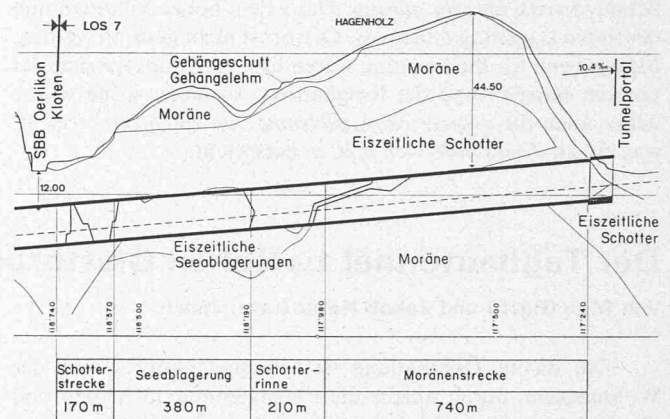 LOS 7
SBB Oerlikon
Kloten
HAGENHOLZ
Gehängeschutt
Gehängelehm
Moräne
Moräne
44.50
10.4 ‰
Tunnelportal
Eiszeitliche Schotter
12.00
Eiszeitliche
Seeablagerungen
Moräne
Eiszeitliche
Schotter
118'740
118'570
118'500
118'190
117'980
117'500
117'240
Schotter-
strecke
Seeablagerungen
Schotter-
rinne
Moränenstrecke
170 m
380 m
210 m
740 m